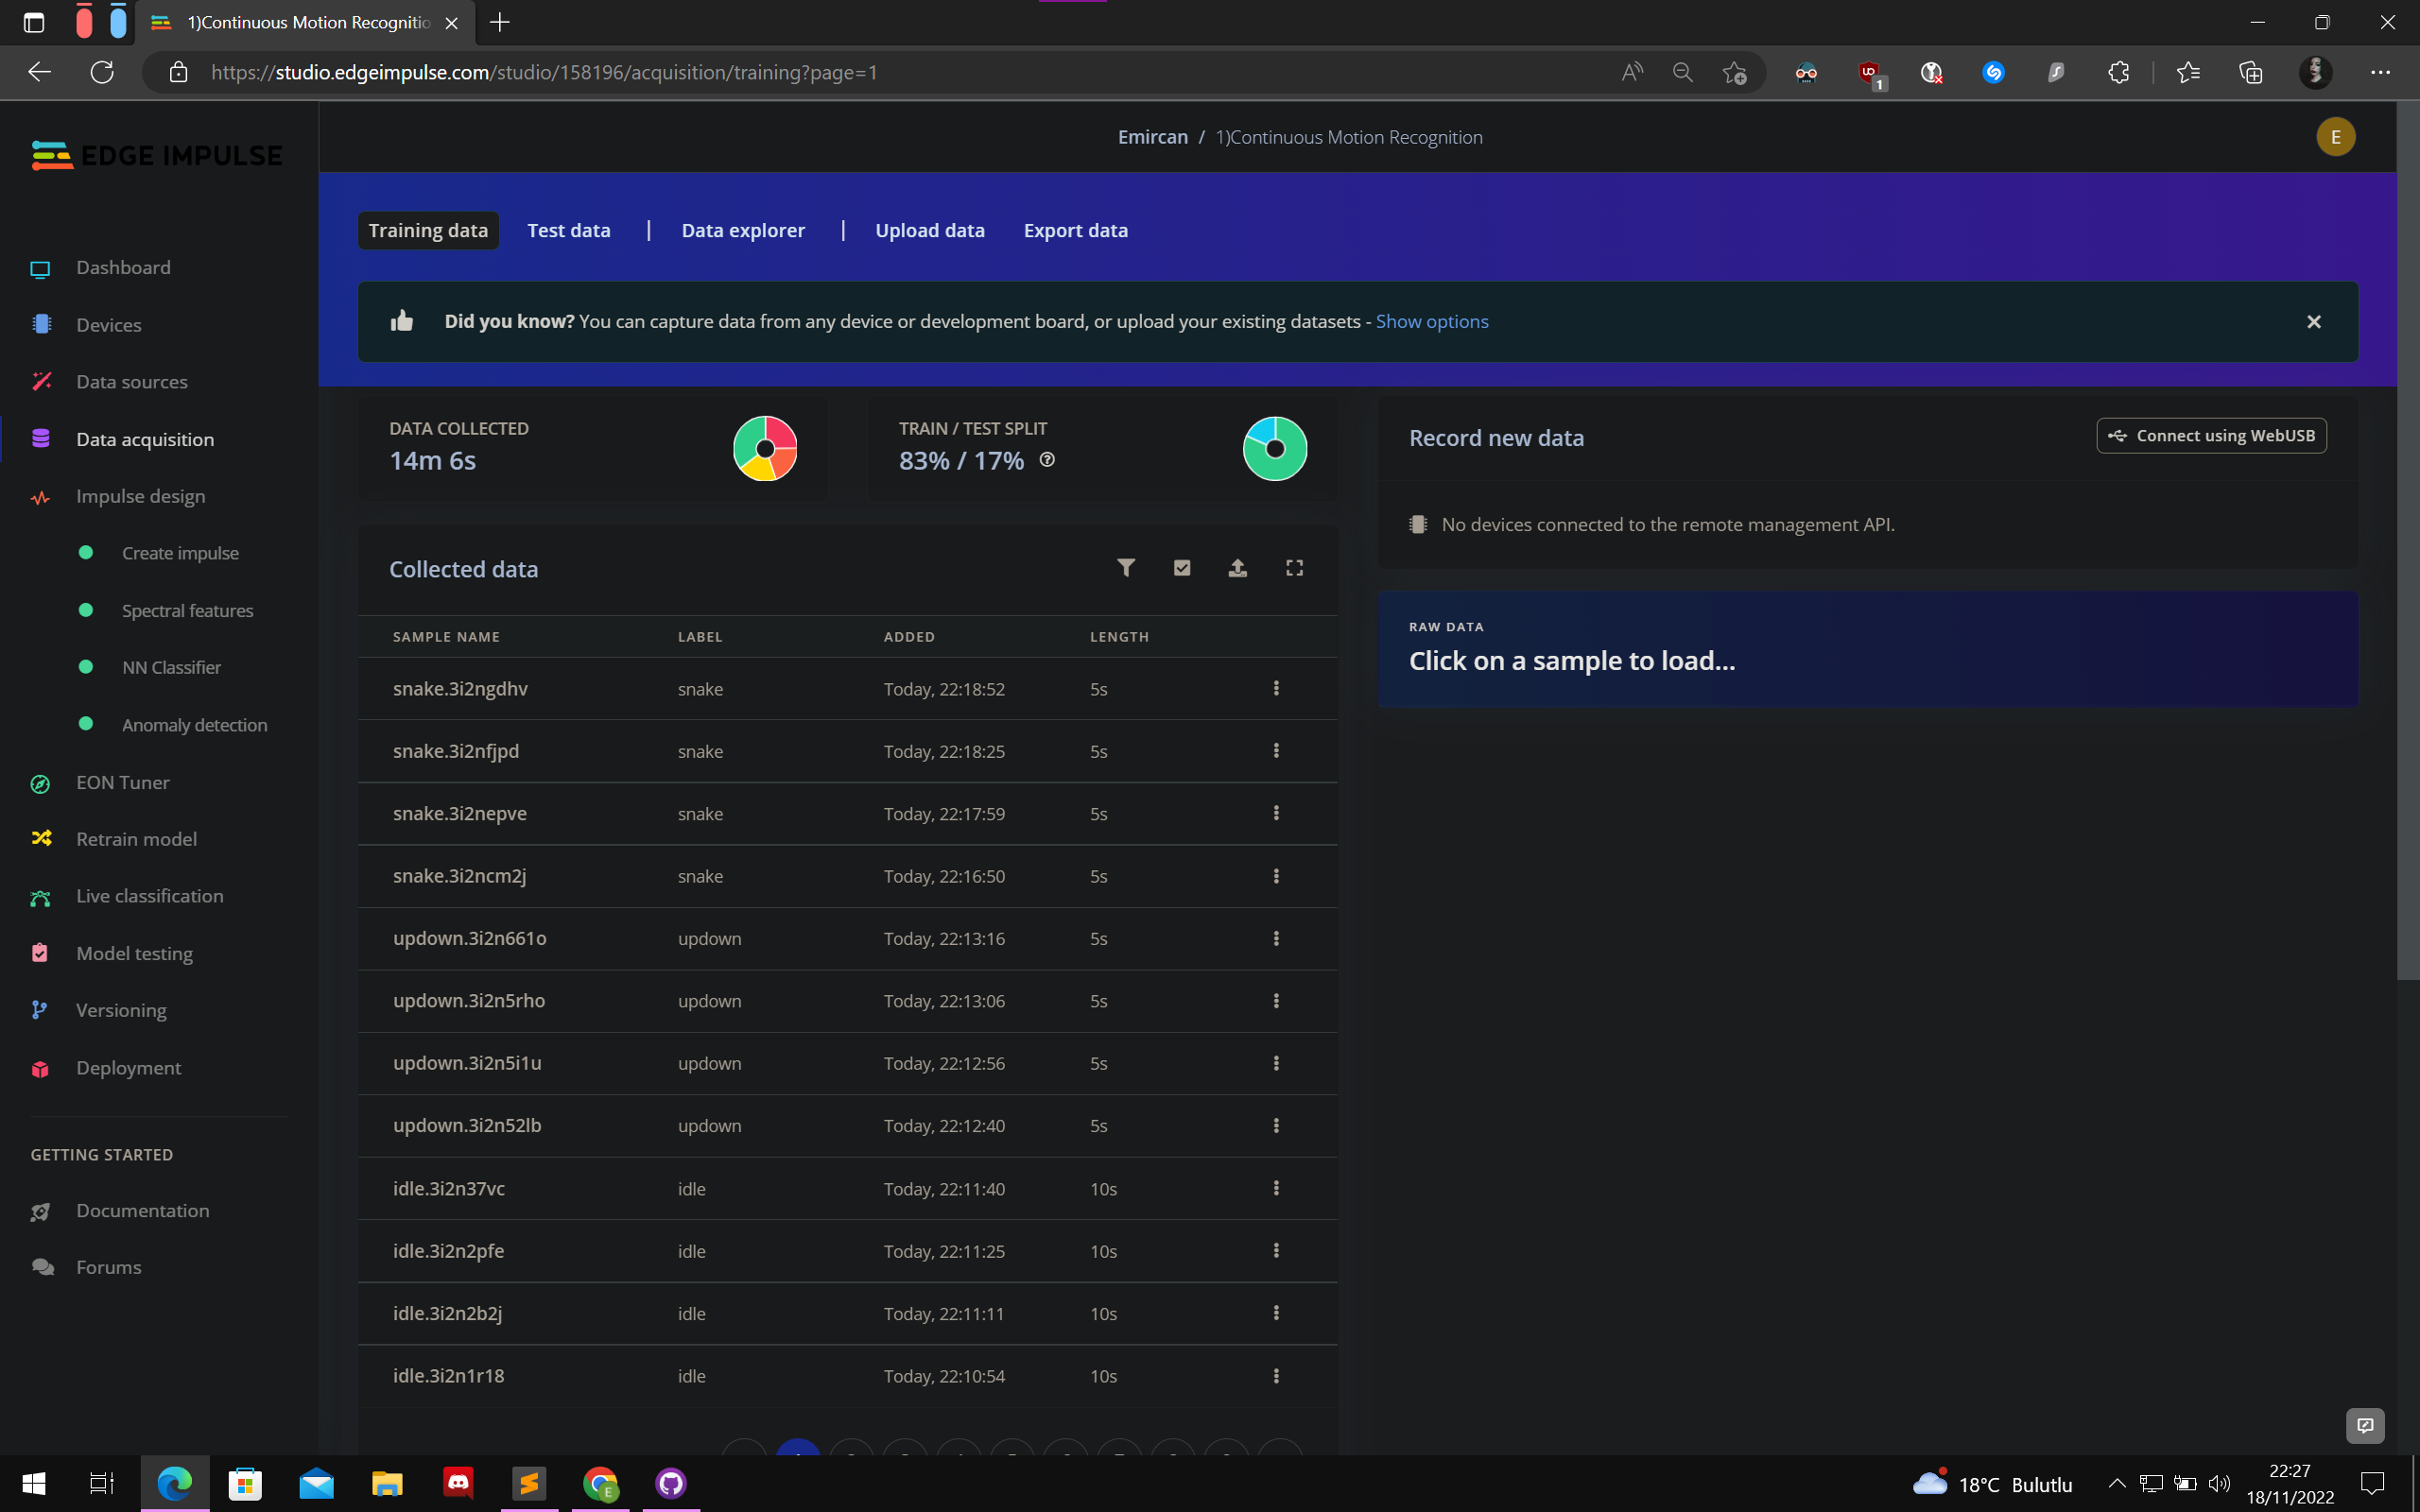 1)Continuous Motion Recognitio
https://studio.edgeimpulse.com/studio/158196/acquisition/training?page=1
1
EDGE IMPULSE
Emircan / 1)Continuous Motion Recognition
E
Dashboard
Devices
Data sources
Data acquisition
Impulse design
Create impulse
Spectral features
NN Classifier
Anomaly detection
EON Tuner
Retrain model
Live classification
Model testing
Versioning
Deployment
GETTING STARTED
Documentation
Forums
Training data Test data | Data explorer | Upload data Export data
Did you know? You can capture data from any device or development board, or upload your existing datasets - Show options
DATA COLLECTED
14m 6s
TRAIN / TEST SPLIT
83% / 17%
Collected data
SAMPLE NAME LABEL ADDED LENGTH
snake.3i2ngdhv snake Today, 22:18:52 5s
snake.3i2nfjpd snake Today, 22:18:25 5s
snake.3i2nepve snake Today, 22:17:59 5s
snake.3i2ncm2j snake Today, 22:16:50 5s
updown.3i2n661o updown Today, 22:13:16 5s
updown.3i2n5rho updown Today, 22:13:06 5s
updown.3i2n5i1u updown Today, 22:12:56 5s
updown.3i2n52lb updown Today, 22:12:40 5s
idle.3i2n37vc idle Today, 22:11:40 10s
idle.3i2n2pfe idle Today, 22:11:25 10s
idle.3i2n2b2j idle Today, 22:11:11 10s
idle.3i2n1r18 idle Today, 22:10:54 10s
Record new data
Connect using WebUSB
No devices connected to the remote management API.
RAW DATA
Click on a sample to load...
E
18°C Bulutlu
22:27
18/11/2022